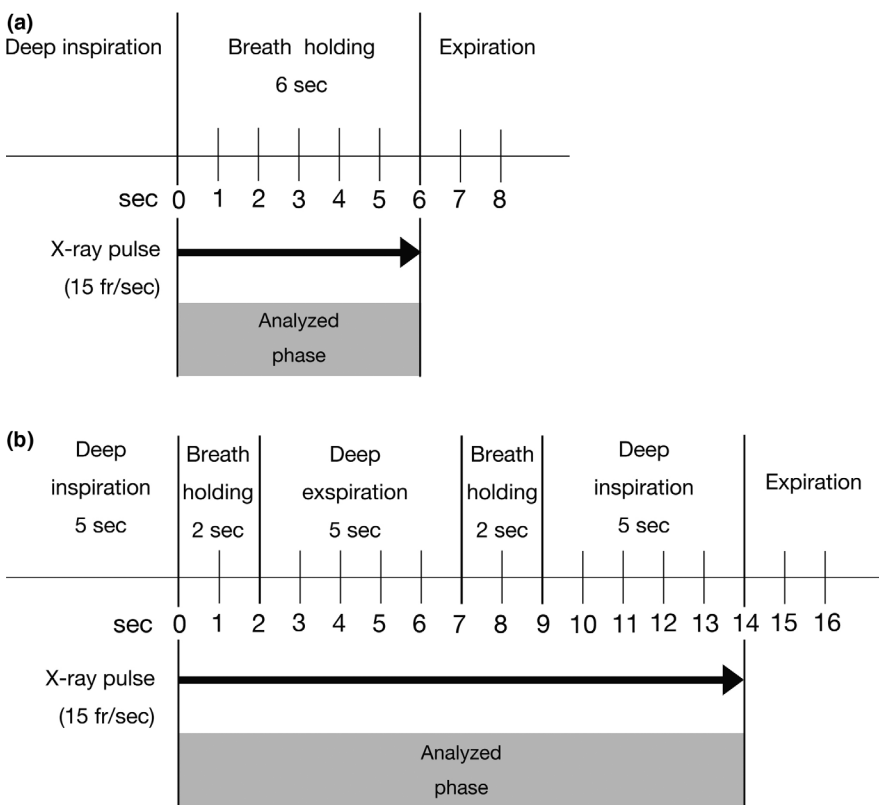 (a)
Deep inspiration
Breath holding
6 sec
Expiration
sec 0 1 2 3 4 5 6 7 8
X-ray pulse
(15 fr/sec)
Analyzed
phase
(b)
Deep
inspiration
5 sec
Breath
holding
2 sec
Deep
exspiration
5 sec
Breath
holding
2 sec
Deep
inspiration
5 sec
Expiration
sec 0 1 2 3 4 5 6 7 8 9 10 11 12 13 14 15 16
X-ray pulse
(15 fr/sec)
Analyzed
phase